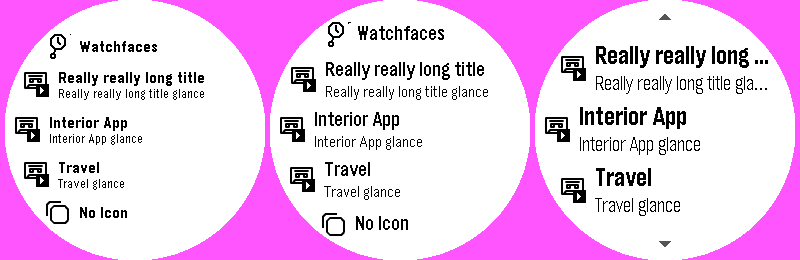 Watchfaces
Really really long title
Really really long title glance
Interior App
Interior App glance
Travel
Travel glance
No Icon
Watchfaces
Really really long title
Really really long title glance
Interior App
Interior App glance
Travel
Travel glance
No Icon
Really really long ...
Really really long title gla...
Interior App
Interior App glance
Travel
Travel glance